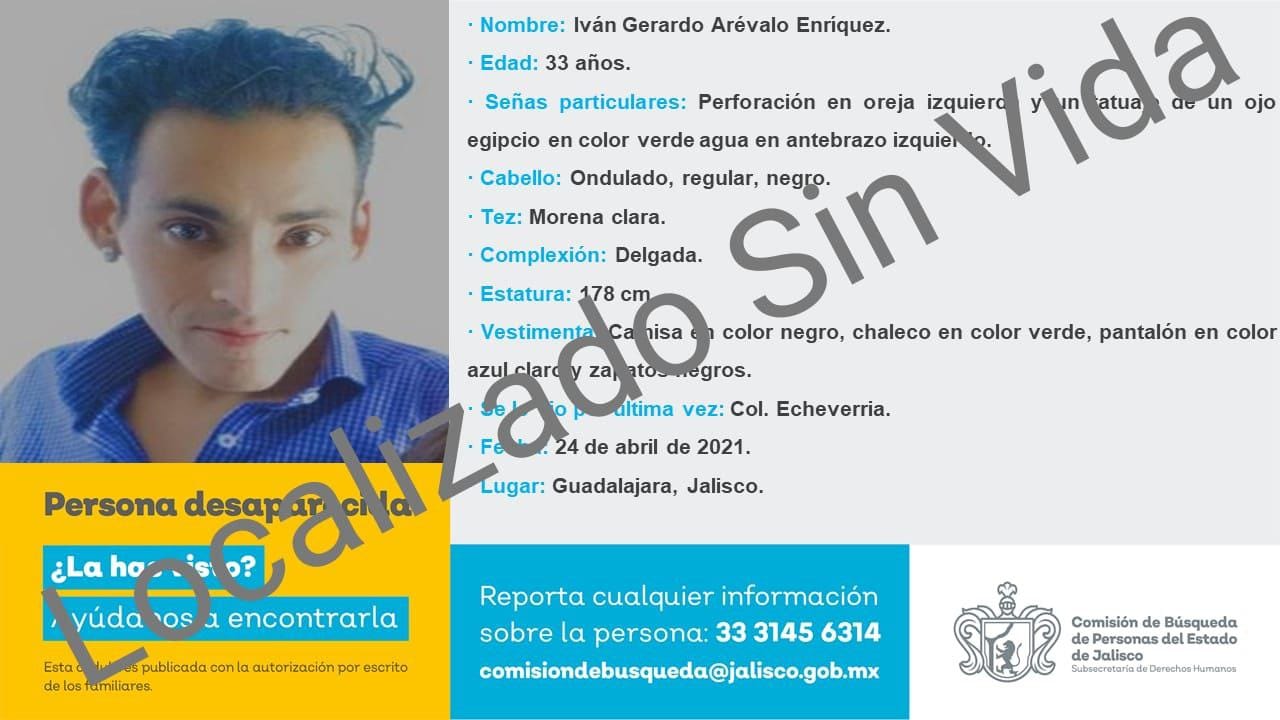 · Nombre: Iván Gerardo Arévalo Enríquez.
· Edad: 33 años.
· Señas particulares: Perforación en oreja izquierda y un tatuaje de un ojo
egipcio en color verde agua en antebrazo izquierdo.
· Cabello: Ondulado, regular, negro.
· Tez: Morena clara.
· Complexión: Delgada.
· Estatura: 178 cm
· Vestimenta: Camisa en color negro, chaleco en color verde, pantalón en color
azul claro y zapatos negros.
· Se le vio por última vez: Col. Echeverria.
· Fecha: 24 de abril de 2021.
· Lugar: Guadalajara, Jalisco.
Localizado Sin Vida
Persona desaparecida
¿La has visto?
Ayúdanos a encontrarla
Esta cédula es publicada con la autorización por escrito
de los familiares.
Reporta cualquier información
sobre la persona: 33 3145 6314
comisiondebusqueda@jalisco.gob.mx
Comisión de Búsqueda
de Personas del Estado
de Jalisco
Subsecretaría de Derechos Humanos